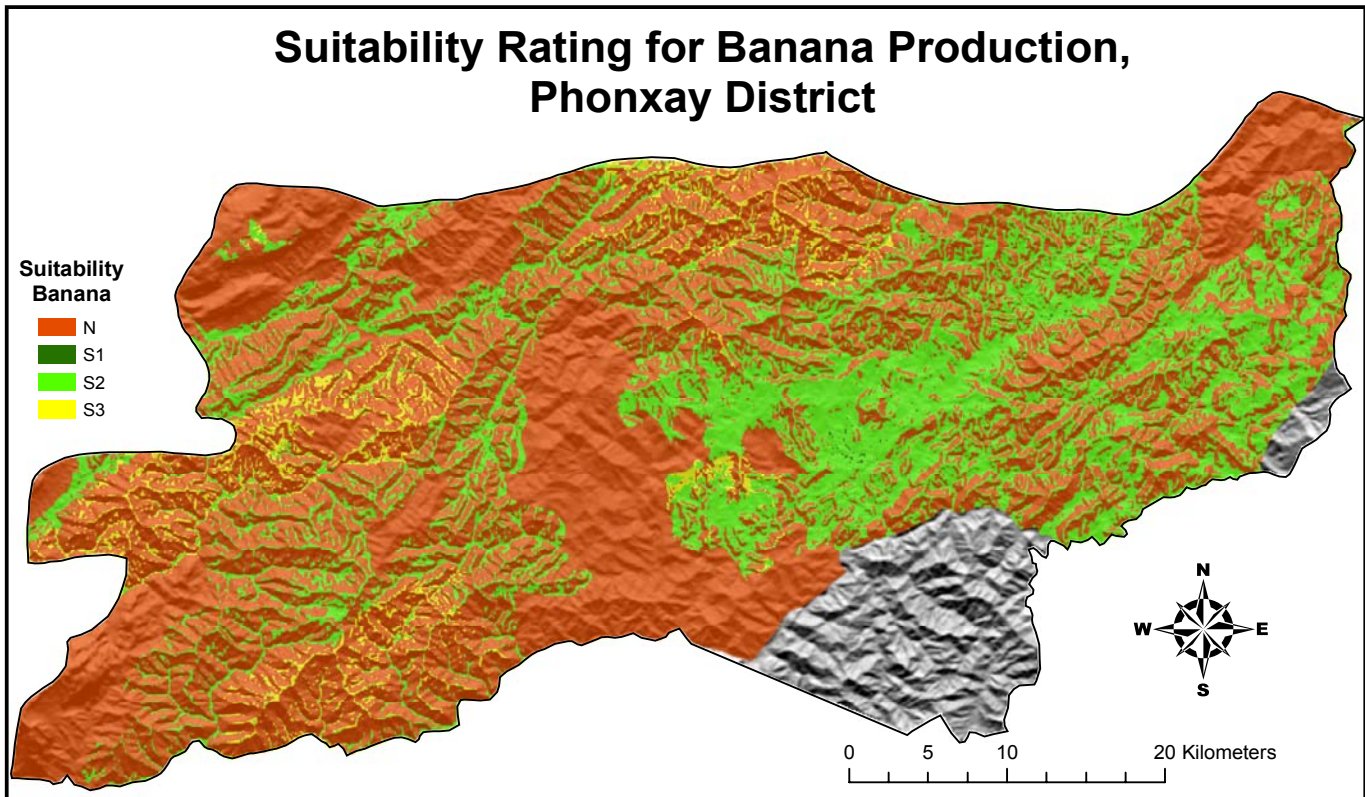 Suitability Rating for Banana Production,
Phonxay District
Suitability
Banana
N
S1
S2
S3
N
W E
S
0 5 10 20 Kilometers